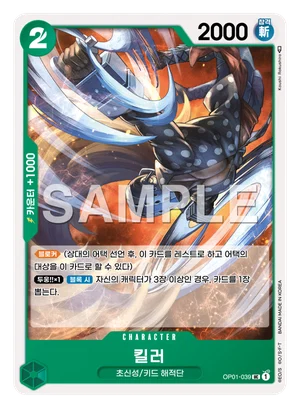 2
2000
참격
斬
카운터 +1000
SAMPLE
블로커 (상대의 어택 선언 후, 이 카드를 레스트로 하고 어택의
대상을 이 카드로 할 수 있다)
두웅!!×1 블록 시 자신의 캐릭터가 3장 이상인 경우, 카드를 1장
뽑는다.
CHARACTER
킬러
초신성/키드 해적단
OP01-039 UC
1